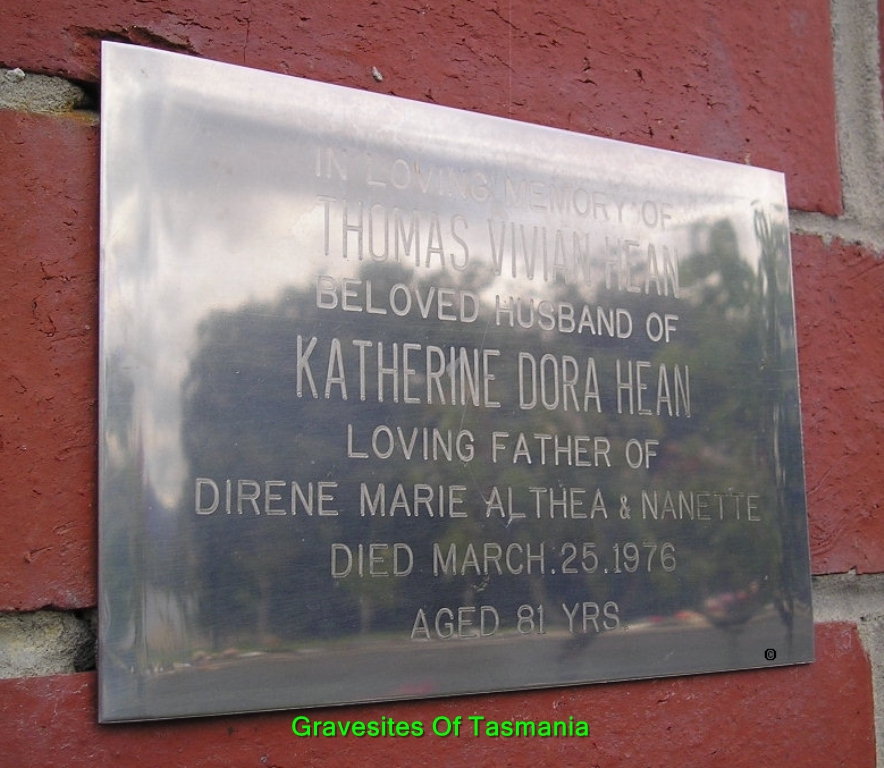 IN LOVING MEMORY OF
THOMAS VIVIAN HEAN
BELOVED HUSBAND OF
KATHERINE DORA HEAN
LOVING FATHER OF
DIRENE MARIE ALTHEA & NANETTE
DIED MARCH.25.1976
AGED 81 YRS.
©
Gravesites Of Tasmania